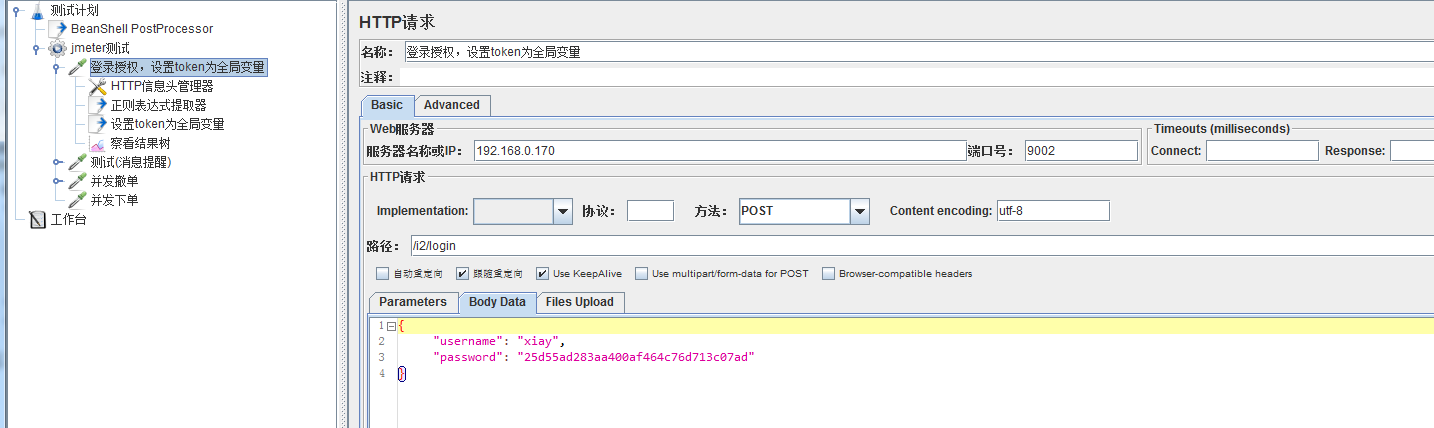 测试计划
BeanShell PostProcessor
jmeter测试
登录授权，设置token为全局变量
HTTP信息头管理器
正则表达式提取器
设置token为全局变量
察看结果树
测试(消息提醒)
并发撤单
并发下单
工作台
HTTP请求
名称： 登录授权，设置token为全局变量
注释：
Basic Advanced
Web服务器 Timeouts (milliseconds)
服务器名称或IP： 192.168.0.170 端口号： 9002 Connect: Response:
HTTP请求
Implementation: 协议： 方法： POST Content encoding: utf-8
路径： /i2/login
自动重定向 跟随重定向 Use KeepAlive Use multipart/form-data for POST Browser-compatible headers
Parameters Body Data Files Upload
1 {
2 "username": "xiay",
3 "password": "25d55ad283aa400af464c76d713c07ad"
4 }